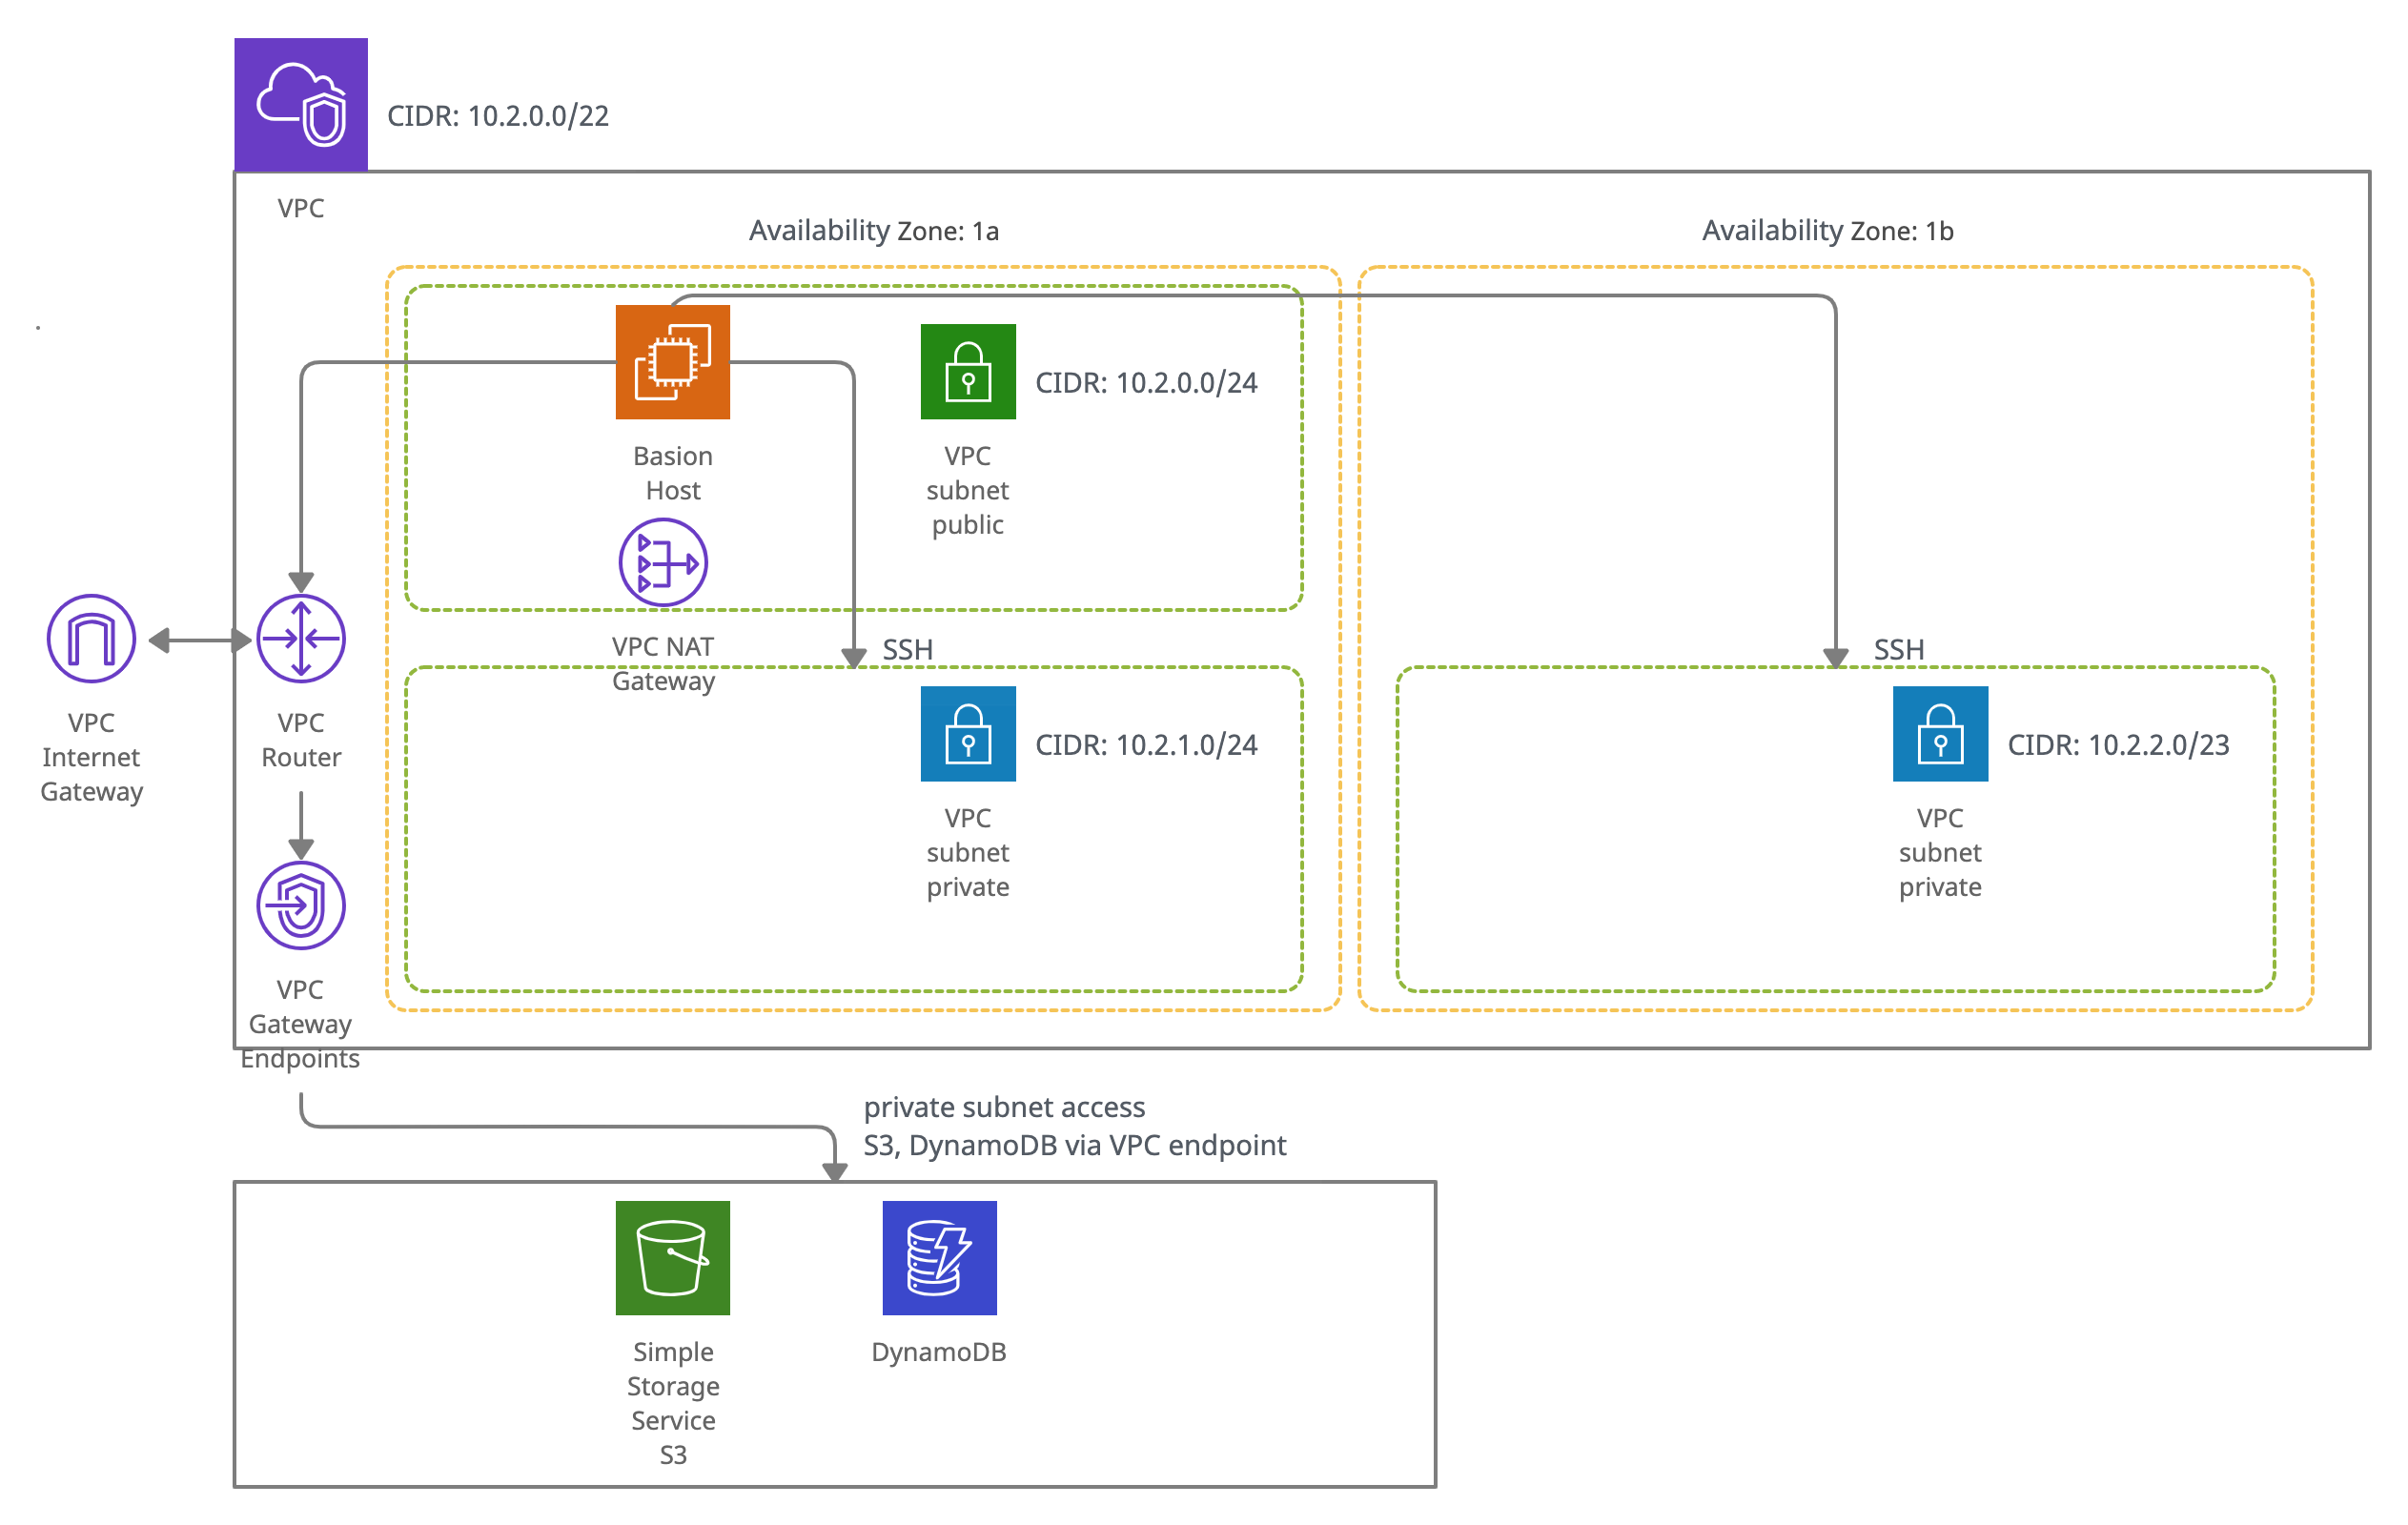 CIDR: 10.2.0.0/22
VPC
Availability Zone: 1a
Availability Zone: 1b
Basion
Host
VPC
subnet
public
CIDR: 10.2.0.0/24
VPC NAT
Gateway
SSH
SSH
VPC
Internet
Gateway
VPC
Router
VPC
subnet
private
CIDR: 10.2.1.0/24
VPC
subnet
private
CIDR: 10.2.2.0/23
VPC
Gateway
Endpoints
private subnet access
S3, DynamoDB via VPC endpoint
Simple
Storage
Service
S3
DynamoDB